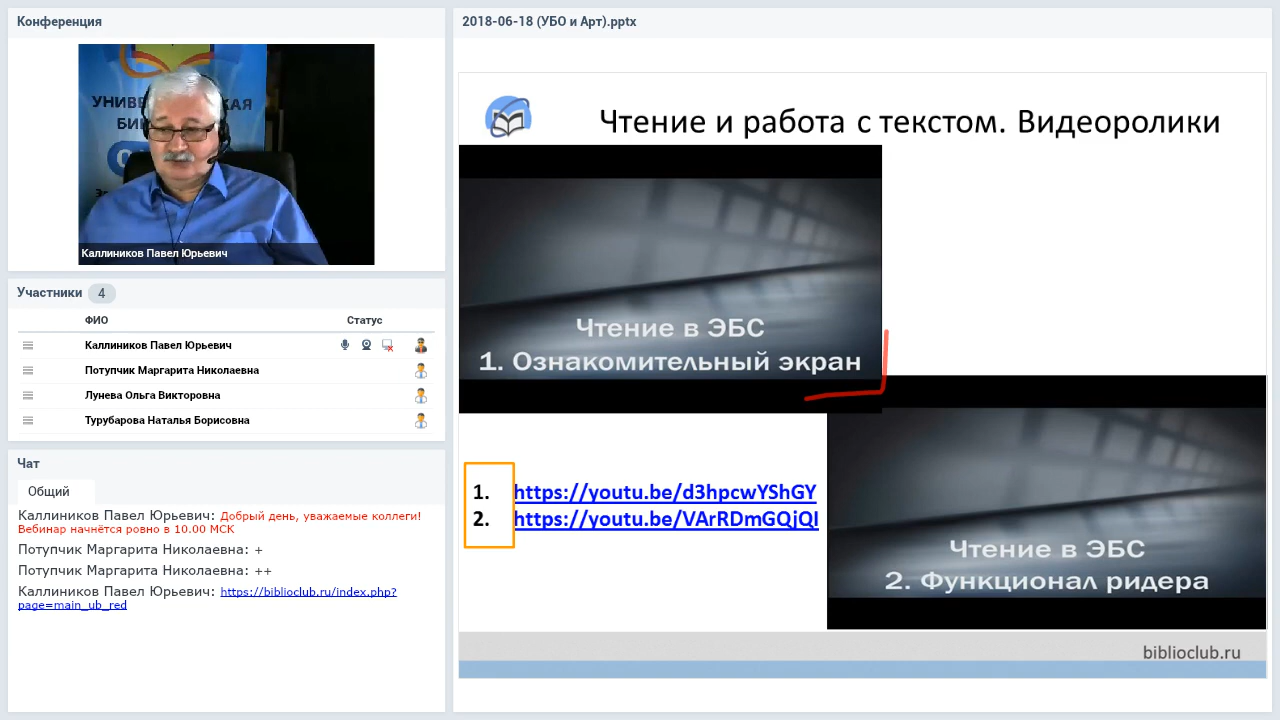 Конференция
УНИВЕ КАЯ
БИБ
Каллиников Павел Юрьевич
Участники 4
ФИО Статус
Каллиников Павел Юрьевич
Потупчик Маргарита Николаевна
Лунева Ольга Викторовна
Турубарова Наталья Борисовна
Чат
Общий
Каллиников Павел Юрьевич: Добрый день, уважаемые коллеги!
Вебинар начнётся ровно в 10.00 МСК
Потупчик Маргарита Николаевна: +
Потупчик Маргарита Николаевна: ++
Каллиников Павел Юрьевич: https://biblioclub.ru/index.php?
page=main_ub_red
2018-06-18 (УБО и Арт).pptx
Чтение и работа с текстом. Видеоролики
Чтение в ЭБС
1. Ознакомительный экран
1. https://youtu.be/d3hpcwYShGY
2. https://youtu.be/VArRDmGQjQI
Чтение в ЭБС
2. Функционал ридера
biblioclub.ru